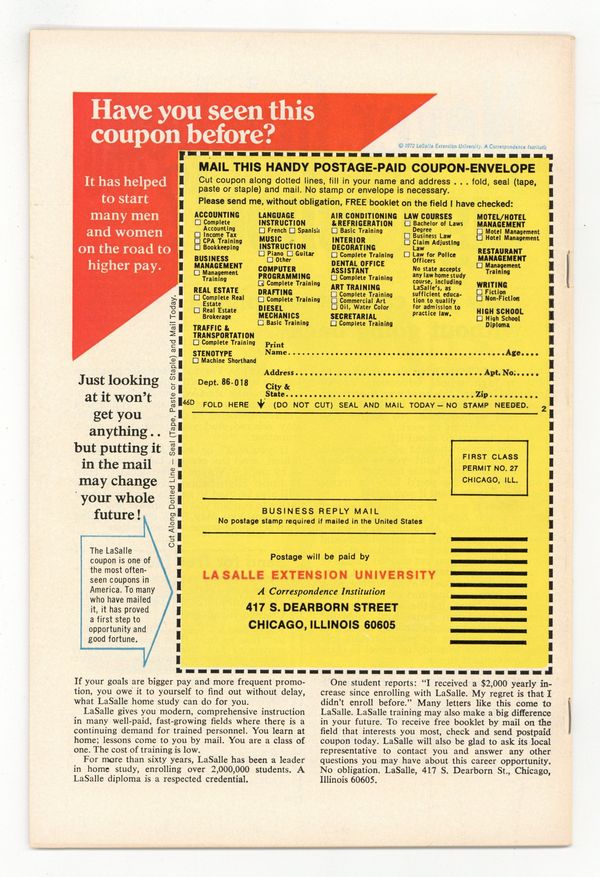 Have you seen this
coupon before?
© 1972 LaSalle Extension University. A Correspondence Institution
It has helped
to start
many men
and women
on the road to
higher pay.
Just looking
at it won't
get you
anything . .
but putting it
in the mail
may change
your whole
future!
The LaSalle
coupon is one of
the most often-
seen coupons in
America. To many
who have mailed
it, it has proved
a first step to
opportunity and
good fortune.
Cut Along Dotted Line — Seal (Tape, Paste or Staple) and Mail Today.
MAIL THIS HANDY POSTAGE-PAID COUPON-ENVELOPE
Cut coupon along dotted lines, fill in your name and address . . . fold, seal (tape,
paste or staple) and mail. No stamp or envelope is necessary.
Please send me, without obligation, FREE booklet on the field I have checked:
ACCOUNTING
Complete
Accounting
Income Tax
CPA Training
Bookkeeping
BUSINESS
MANAGEMENT
Management
Training
REAL ESTATE
Complete Real
Estate
Real Estate
Brokerage
TRAFFIC &
TRANSPORTATION
Complete Training
STENOTYPE
Machine Shorthand
LANGUAGE
INSTRUCTION
French Spanish
MUSIC
INSTRUCTION
Piano Guitar
Other
COMPUTER
PROGRAMMING
Complete Training
DRAFTING
Complete Training
DIESEL
MECHANICS
Basic Training
AIR CONDITIONING
& REFRIGERATION
Basic Training
INTERIOR
DECORATING
Complete Training
DENTAL OFFICE
ASSISTANT
Complete Training
ART TRAINING
Complete Training
Commercial Art
Oil, Water Color
SECRETARIAL
Complete Training
LAW COURSES
Bachelor of Laws
Degree
Business Law
Claim Adjusting
Law
Law for Police
Officers
No state accepts
any law home study
course, including
LaSalle's, as
sufficient educa-
tion to qualify
for admission to
practice law.
MOTEL/HOTEL
MANAGEMENT
Motel Management
Hotel Management
RESTAURANT
MANAGEMENT
Management
Training
WRITING
Fiction
Non-Fiction
HIGH SCHOOL
High School
Diploma
Print
Name.......... Age....
Address.......... Apt. No.....
Dept. 86-018
City &
State.......... Zip..........
46D FOLD HERE (DO NOT CUT) SEAL AND MAIL TODAY — NO STAMP NEEDED. 2
FIRST CLASS
PERMIT NO. 27
CHICAGO, ILL.
BUSINESS REPLY MAIL
No postage stamp required if mailed in the United States
Postage will be paid by
LA SALLE EXTENSION UNIVERSITY
A Correspondence Institution
417 S. DEARBORN STREET
CHICAGO, ILLINOIS 60605
If your goals are bigger pay and more frequent promo-
tion, you owe it to yourself to find out without delay,
what LaSalle home study can do for you.
LaSalle gives you modern, comprehensive instruction
in many well-paid, fast-growing fields where there is a
continuing demand for trained personnel. You learn at
home; lessons come to you by mail. You are a class of
one. The cost of training is low.
For more than sixty years, LaSalle has been a leader
in home study, enrolling over 2,000,000 students. A
LaSalle diploma is a respected credential.
One student reports: "I received a $2,000 yearly in-
crease since enrolling with LaSalle. My regret is that I
didn't enroll before." Many letters like this come to
LaSalle. LaSalle training may also make a big difference
in your future. To receive free booklet by mail on the
field that interests you most, check and send postpaid
coupon today. LaSalle will also be glad to ask its local
representative to contact you and answer any other
questions you may have about this career opportunity.
No obligation. LaSalle, 417 S. Dearborn St., Chicago,
Illinois 60605.